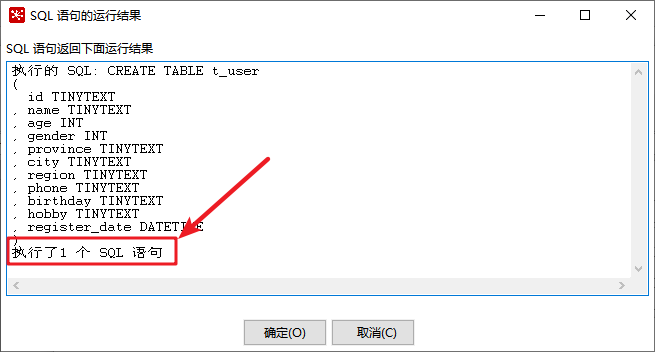 SQL 语句的运行结果
SQL 语句返回下面运行结果
执行的 SQL: CREATE TABLE t_user
(
  id TINYTEXT
, name TINYTEXT
, age INT
, gender INT
, province TINYTEXT
, city TINYTEXT
, region TINYTEXT
, phone TINYTEXT
, birthday TINYTEXT
, hobby TINYTEXT
, register_date DATETIME
)
执行了1 个 SQL 语句
确定(O)
取消(C)